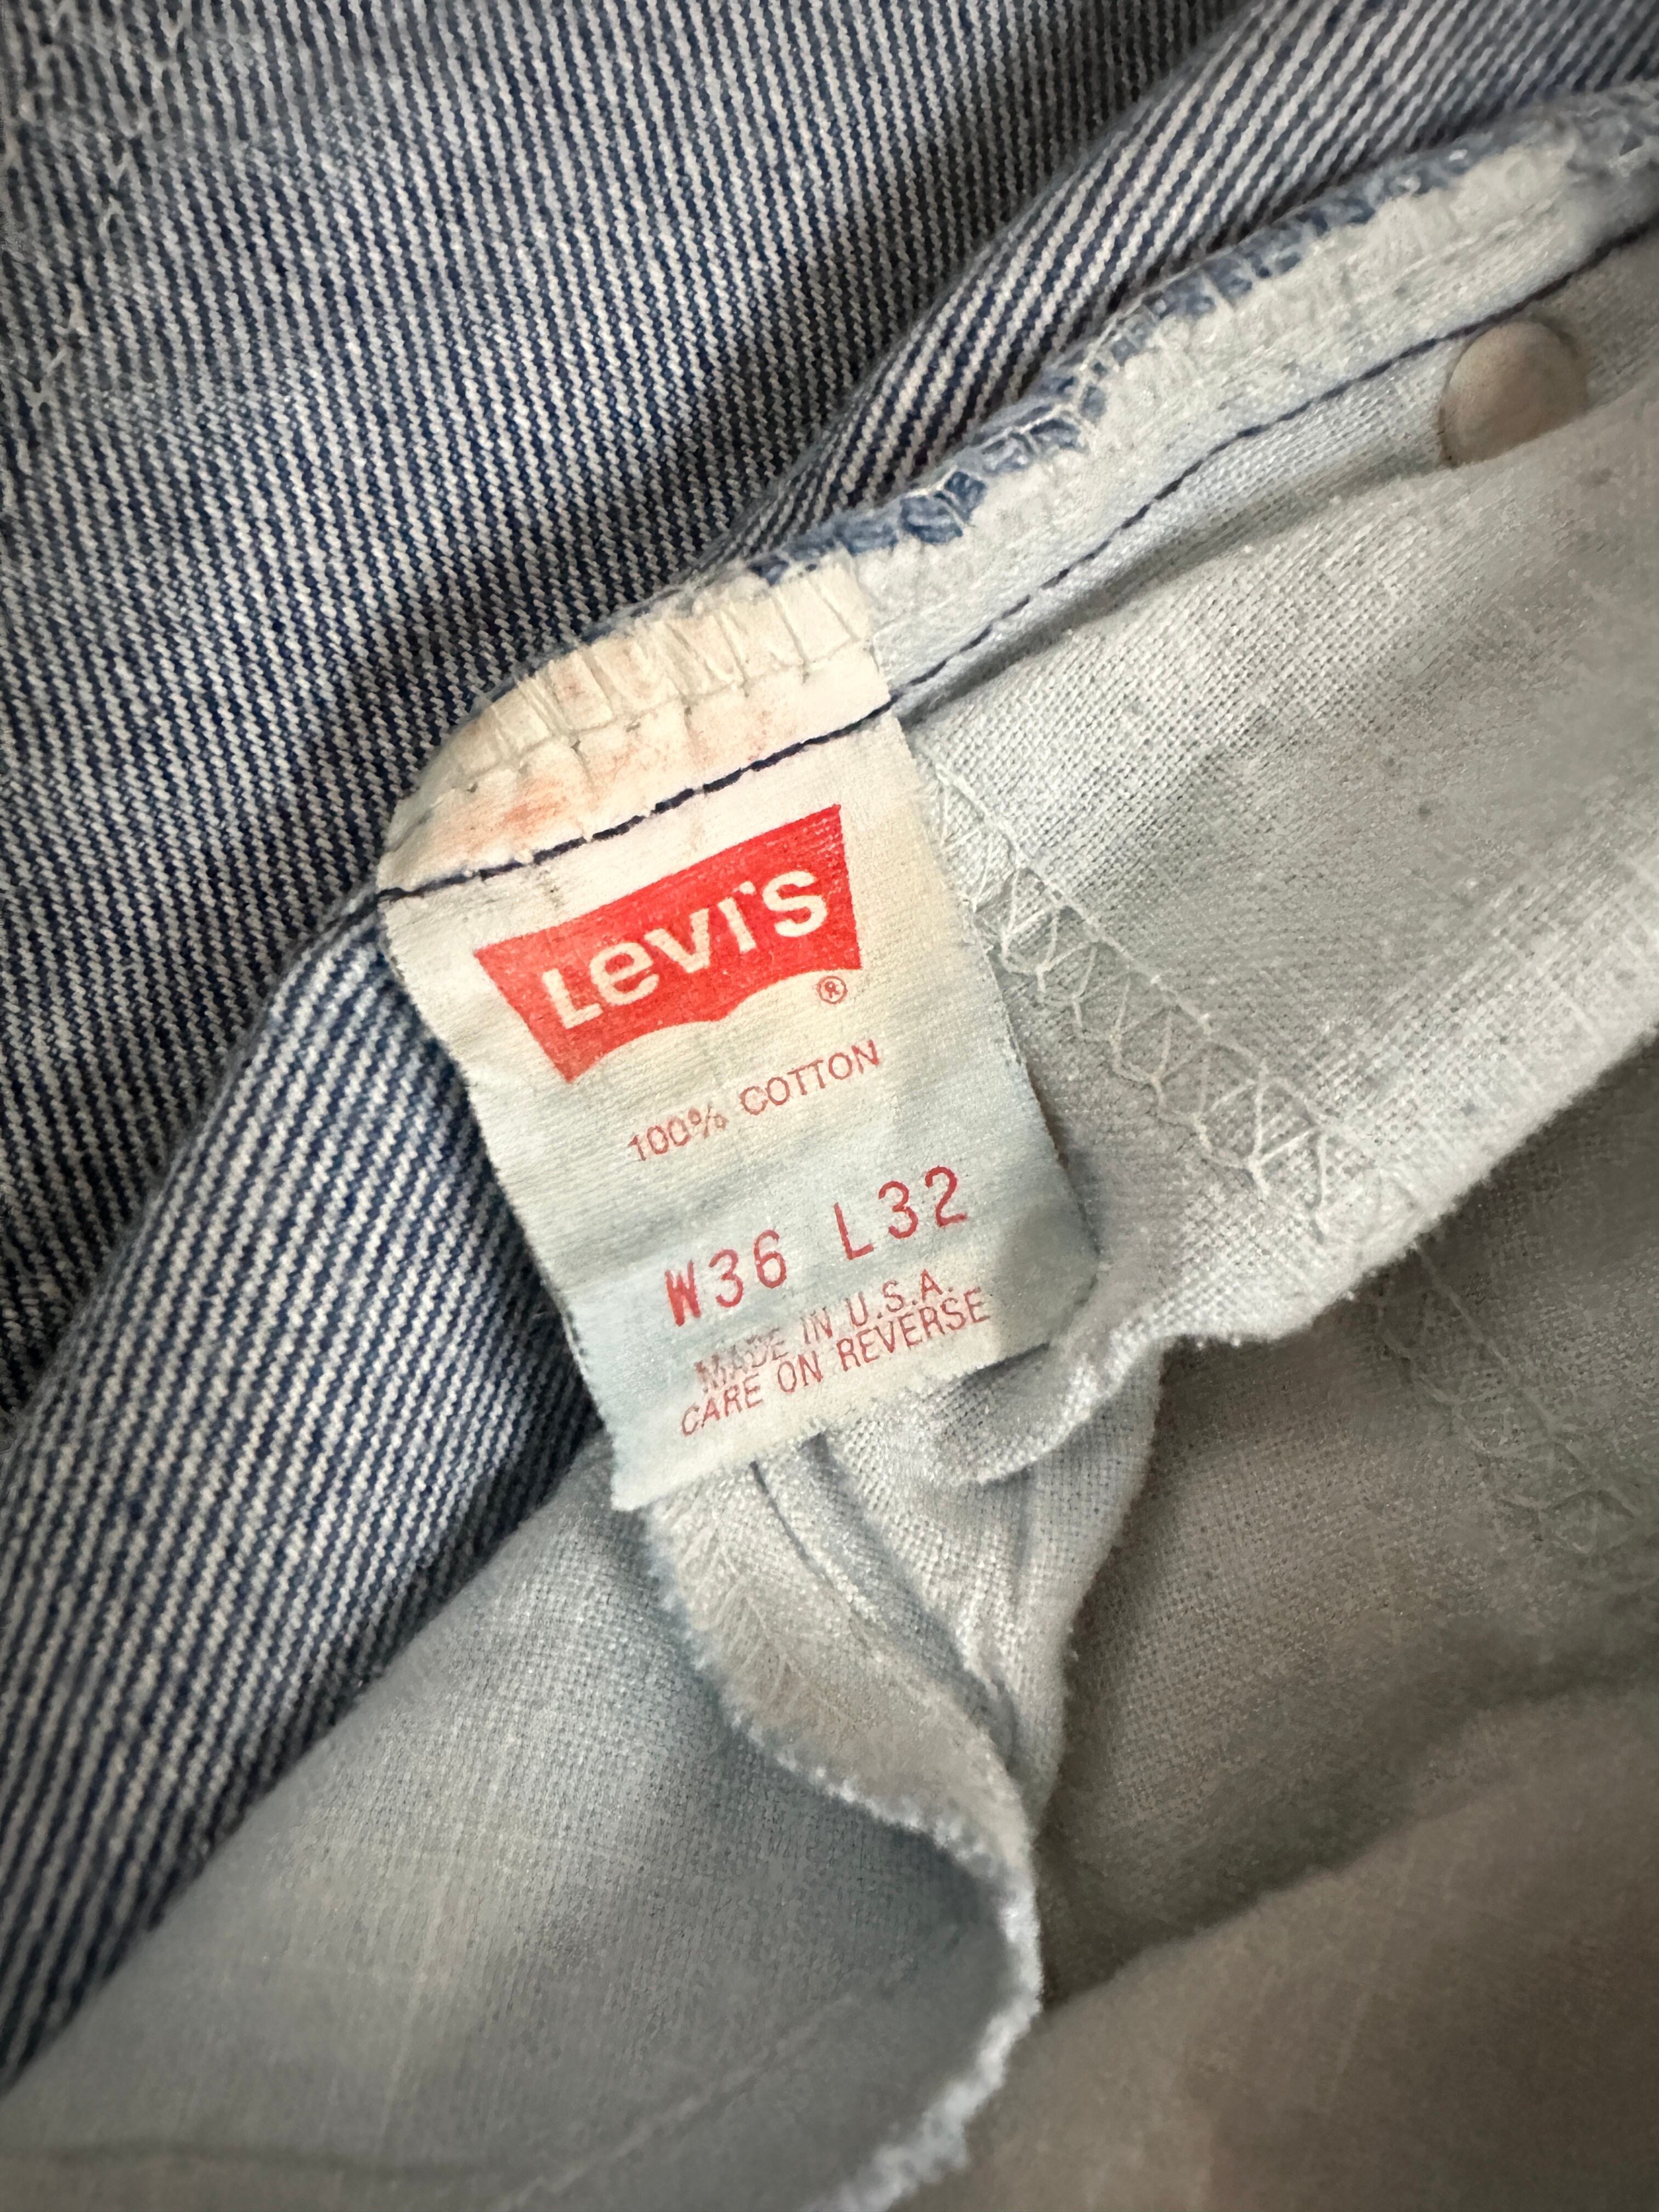 Levi's ®
100% COTTON
W36 L32
MADE IN U.S.A.
CARE ON REVERSE